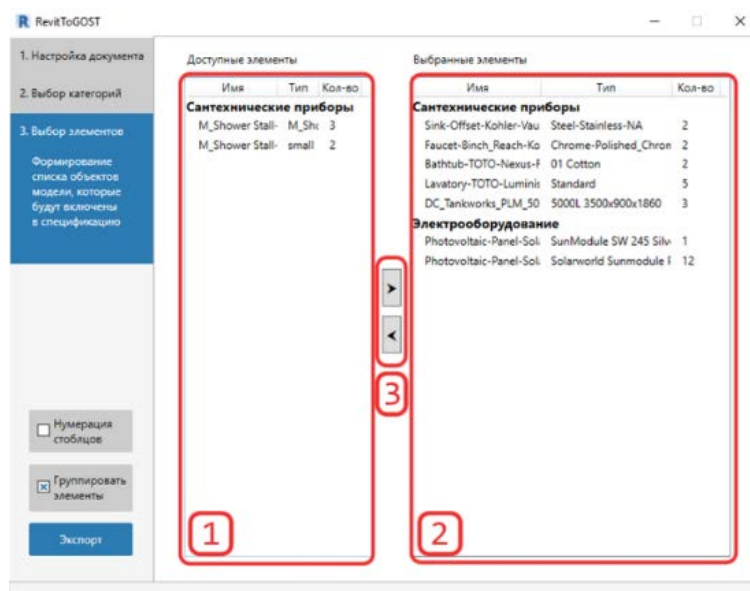 RevitToGOST
1. Настройка документа
2. Выбор категорий
3. Выбор элементов
Формирование
списка объектов
модели, которые
будут включены
в спецификацию
Нумерация
столбцов
Группировать
элементы
Экспорт
Доступные элементы
Имя Тип Кол-во
Сантехнические приборы
M_Shower Stall- M_Shc 3
M_Shower Stall- small 2
1
3
Выбранные элементы
Имя Тип Кол-во
Сантехнические приборы
Sink-Offset-Kohler-Vau Steel-Stainless-NA 2
Faucet-8inch_Reach-Ko Chrome-Polished_Chron 2
Bathtub-TOTO-Nexus-F 01 Cotton 2
Lavatory-TOTO-Luminis Standard 5
DC_Tankworks_PLM_50 5000L 3500x900x1860 3
Электрооборудование
Photovoltaic-Panel-Sol SunModule SW 245 Silv 1
Photovoltaic-Panel-Sol Solarworld Sunmodule 12
2